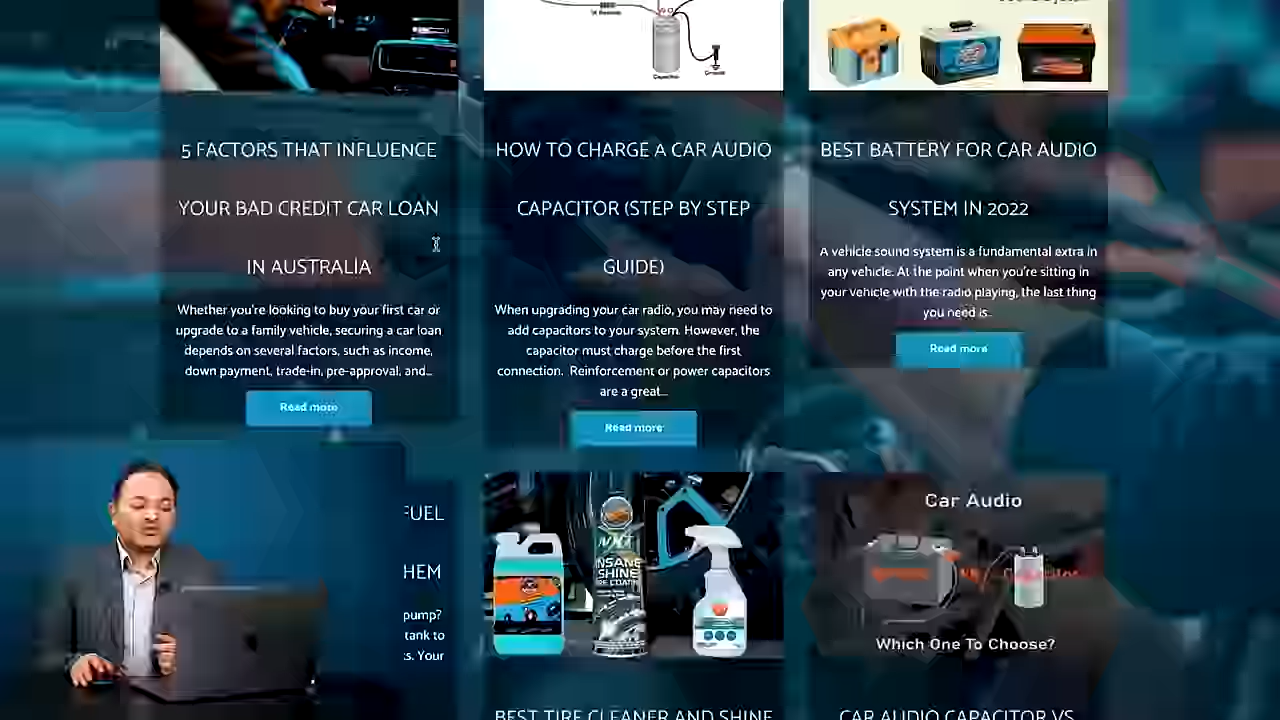 Capacitor
Ground
5 FACTORS THAT INFLUENCE
YOUR BAD CREDIT CAR LOAN
IN AUSTRALIA
Whether you're looking to buy your first car or
upgrade to a family vehicle, securing a car loan
depends on several factors, such as income,
down payment, trade-in, pre-approval, and...
Read more
HOW TO CHARGE A CAR AUDIO
CAPACITOR (STEP BY STEP
GUIDE)
When upgrading your car radio, you may need to
add capacitors to your system. However, the
capacitor must charge before the first
connection. Reinforcement or power capacitors
are a great...
Read more
BEST BATTERY FOR CAR AUDIO
SYSTEM IN 2022
A vehicle sound system is a fundamental extra in
any vehicle. At the point when you're sitting in
your vehicle with the radio playing, the last thing
you need is...
Read more
FUEL
HEM
pump?
tank to
s. Your
INSANE
SHINE
BEST TIRE CLEANER AND SHINE
Car Audio
Capacitor
Which One To Choose?
CAR AUDIO CAPACITOR VS